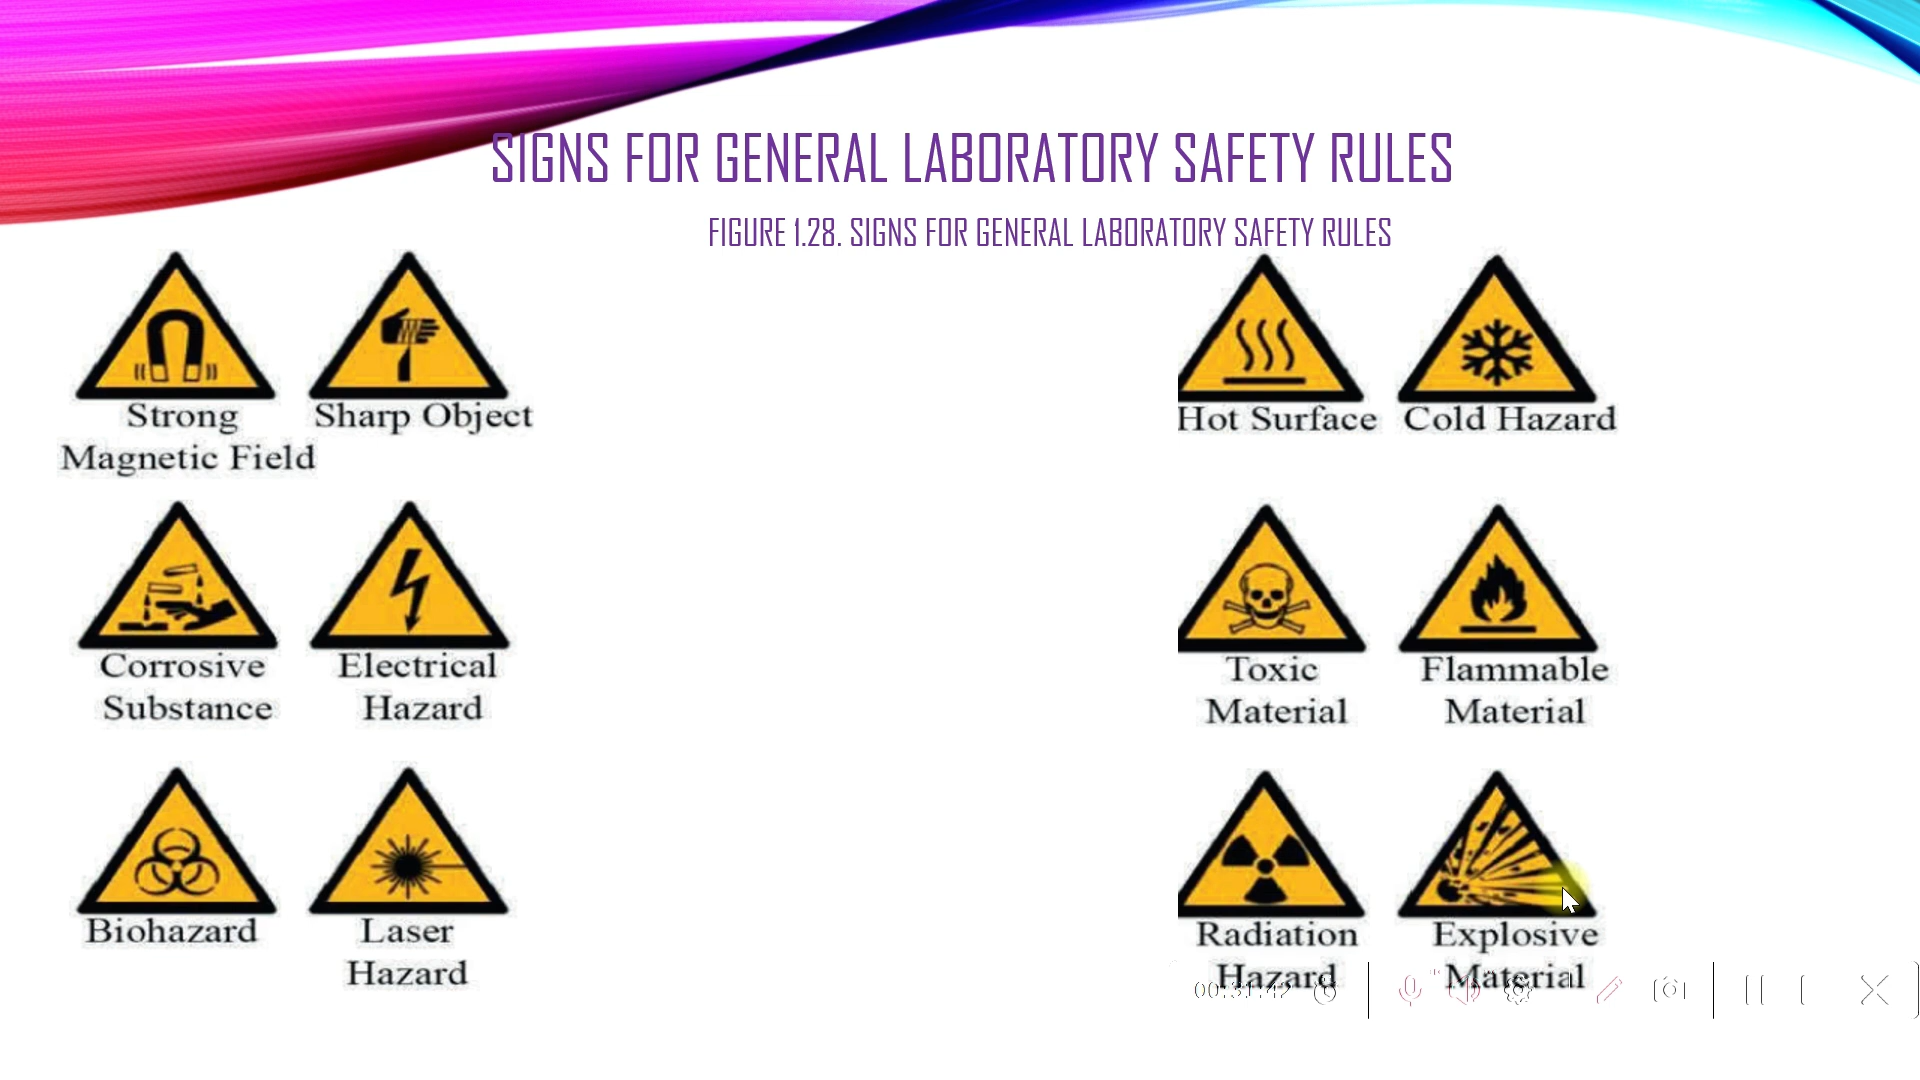 SIGNS FOR GENERAL LABORATORY SAFETY RULES
FIGURE 1.28. SIGNS FOR GENERAL LABORATORY SAFETY RULES
Strong
Magnetic Field
Sharp Object
Hot Surface
Cold Hazard
Corrosive
Substance
Electrical
Hazard
Toxic
Material
Flammable
Material
Biohazard
Laser
Hazard
Radiation
Hazard
Explosive
Material